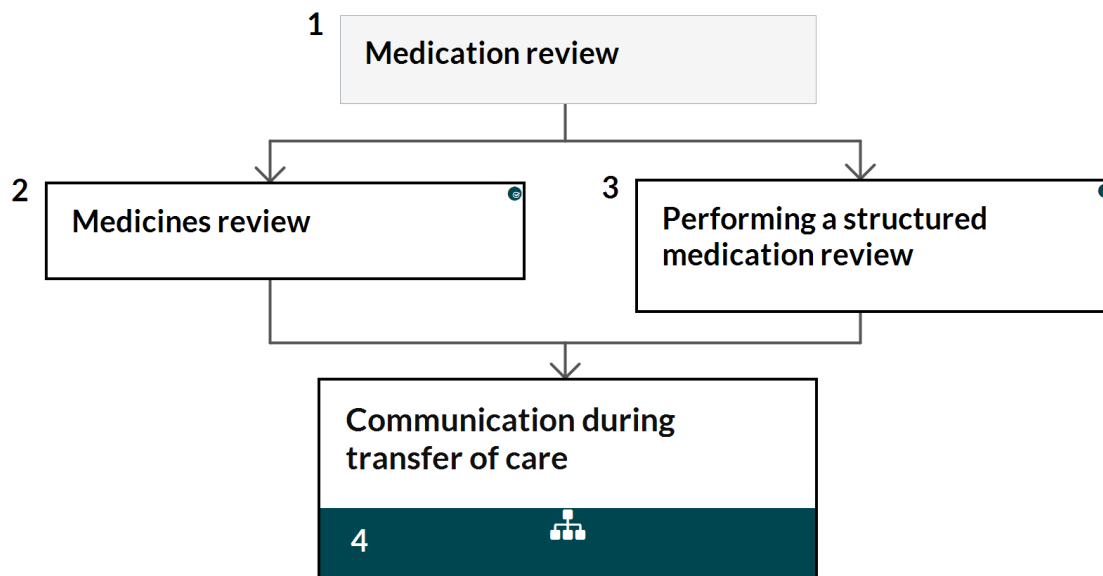 1
Medication review
2
Medicines review
3
Performing a structured
medication review
Communication during
transfer of care
4